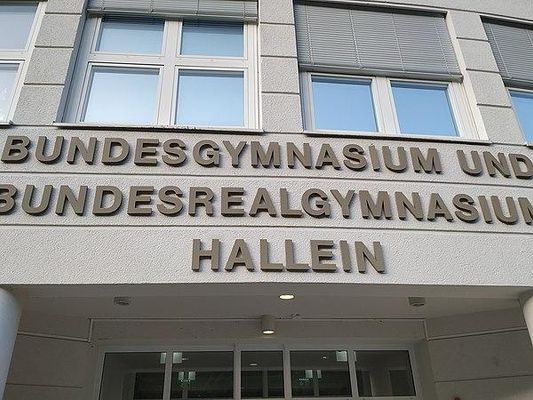 BUNDESGYMNASIUM UND
BUNDESREALGYMNASIUM
HALLEIN